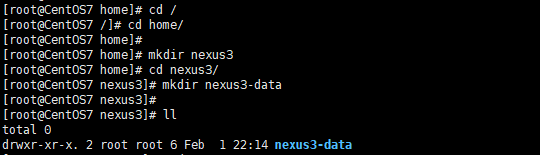 [root@CentOS7 home]# cd /
[root@CentOS7 /]# cd home/
[root@CentOS7 home]#
[root@CentOS7 home]# mkdir nexus3
[root@CentOS7 home]# cd nexus3/
[root@CentOS7 nexus3]# mkdir nexus3-data
[root@CentOS7 nexus3]#
[root@CentOS7 nexus3]# ll
total 0
drwxr-xr-x. 2 root root 6 Feb  1 22:14 nexus3-data